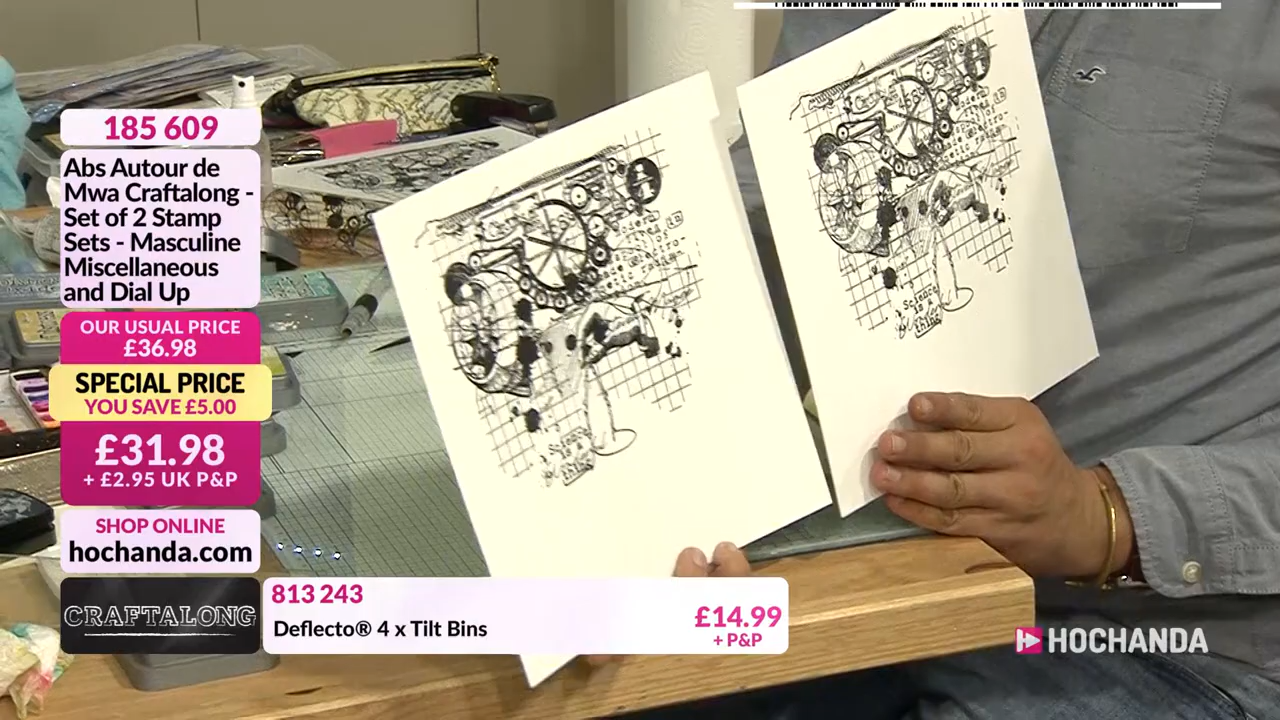 185 609
Abs Autour de
Mwa Craftalong -
Set of 2 Stamp
Sets - Masculine
Miscellaneous
and Dial Up
OUR USUAL PRICE
£36.98
SPECIAL PRICE
YOU SAVE £5.00
£31.98
+ £2.95 UK P&P
SHOP ONLINE
hochanda.com
CRAFTALONG
813 243
Deflecto® 4 x Tilt Bins
£14.99
+ P&P
HOCHANDA
Science
is a
thing
Science
is
thing